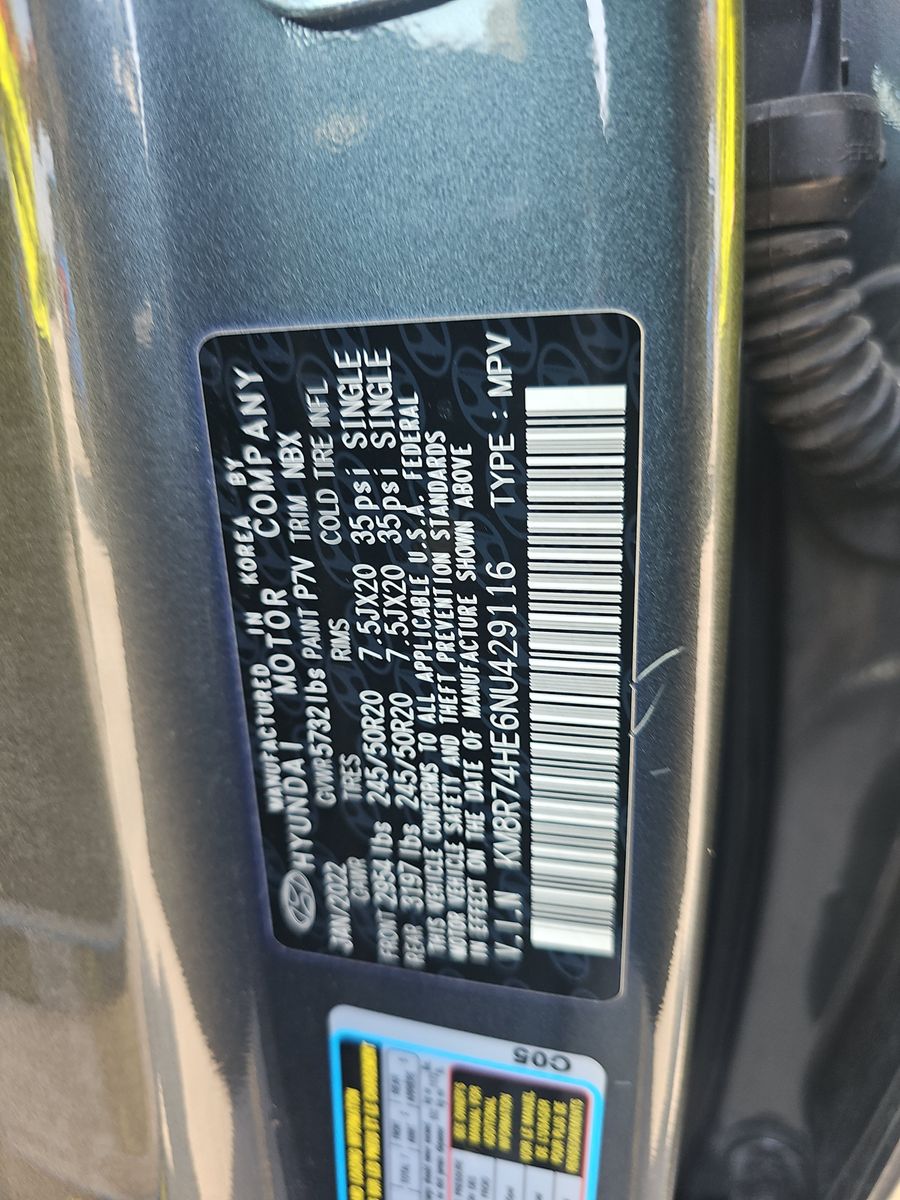 MANUFACTURED IN KOREA BY
HYUNDAI MOTOR COMPANY
GVWR 5732 lbs PAINT P7V TRIM NBX
JAN/2022
GAWR TIRES RIMS COLD TIRE INFL
FRONT 2954 lbs 245/50R20 7.5JX20 35psi SINGLE
REAR 3197 lbs 245/50R20 7.5JX20 35psi SINGLE
THIS VEHICLE CONFORMS TO ALL APPLICABLE U.S.A. FEDERAL
MOTOR VEHICLE SAFETY AND THEFT PREVENTION STANDARDS
IN EFFECT ON THE DATE OF MANUFACTURE SHOWN ABOVE
V.I.N KM8R74HE6NU429116 TYPE : MPV
C05